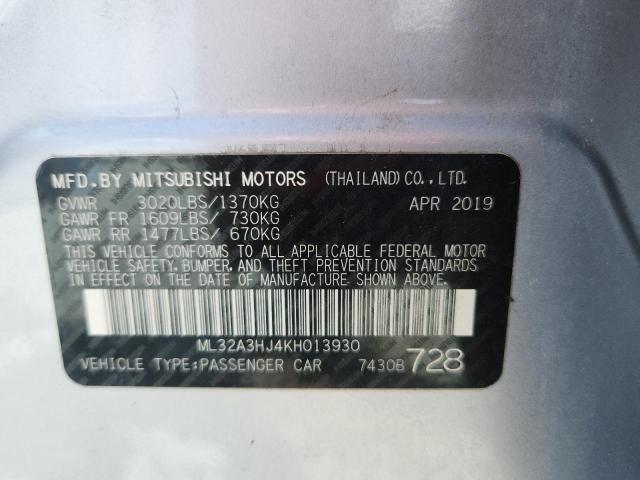 MFD.BY MITSUBISHI MOTORS (THAILAND)CO.,LTD.
GVWR 3020LBS/1370KG APR 2019
GAWR FR 1609LBS/ 730KG
GAWR RR 1477LBS/ 670KG
THIS VEHICLE CONFORMS TO ALL APPLICABLE FEDERAL MOTOR
VEHICLE SAFETY, BUMPER, AND THEFT PREVENTION STANDARDS
IN EFFECT ON THE DATE OF MANUFACTURE SHOWN ABOVE.
ML32A3HJ4KH013930
VEHICLE TYPE:PASSENGER CAR 7430B 728